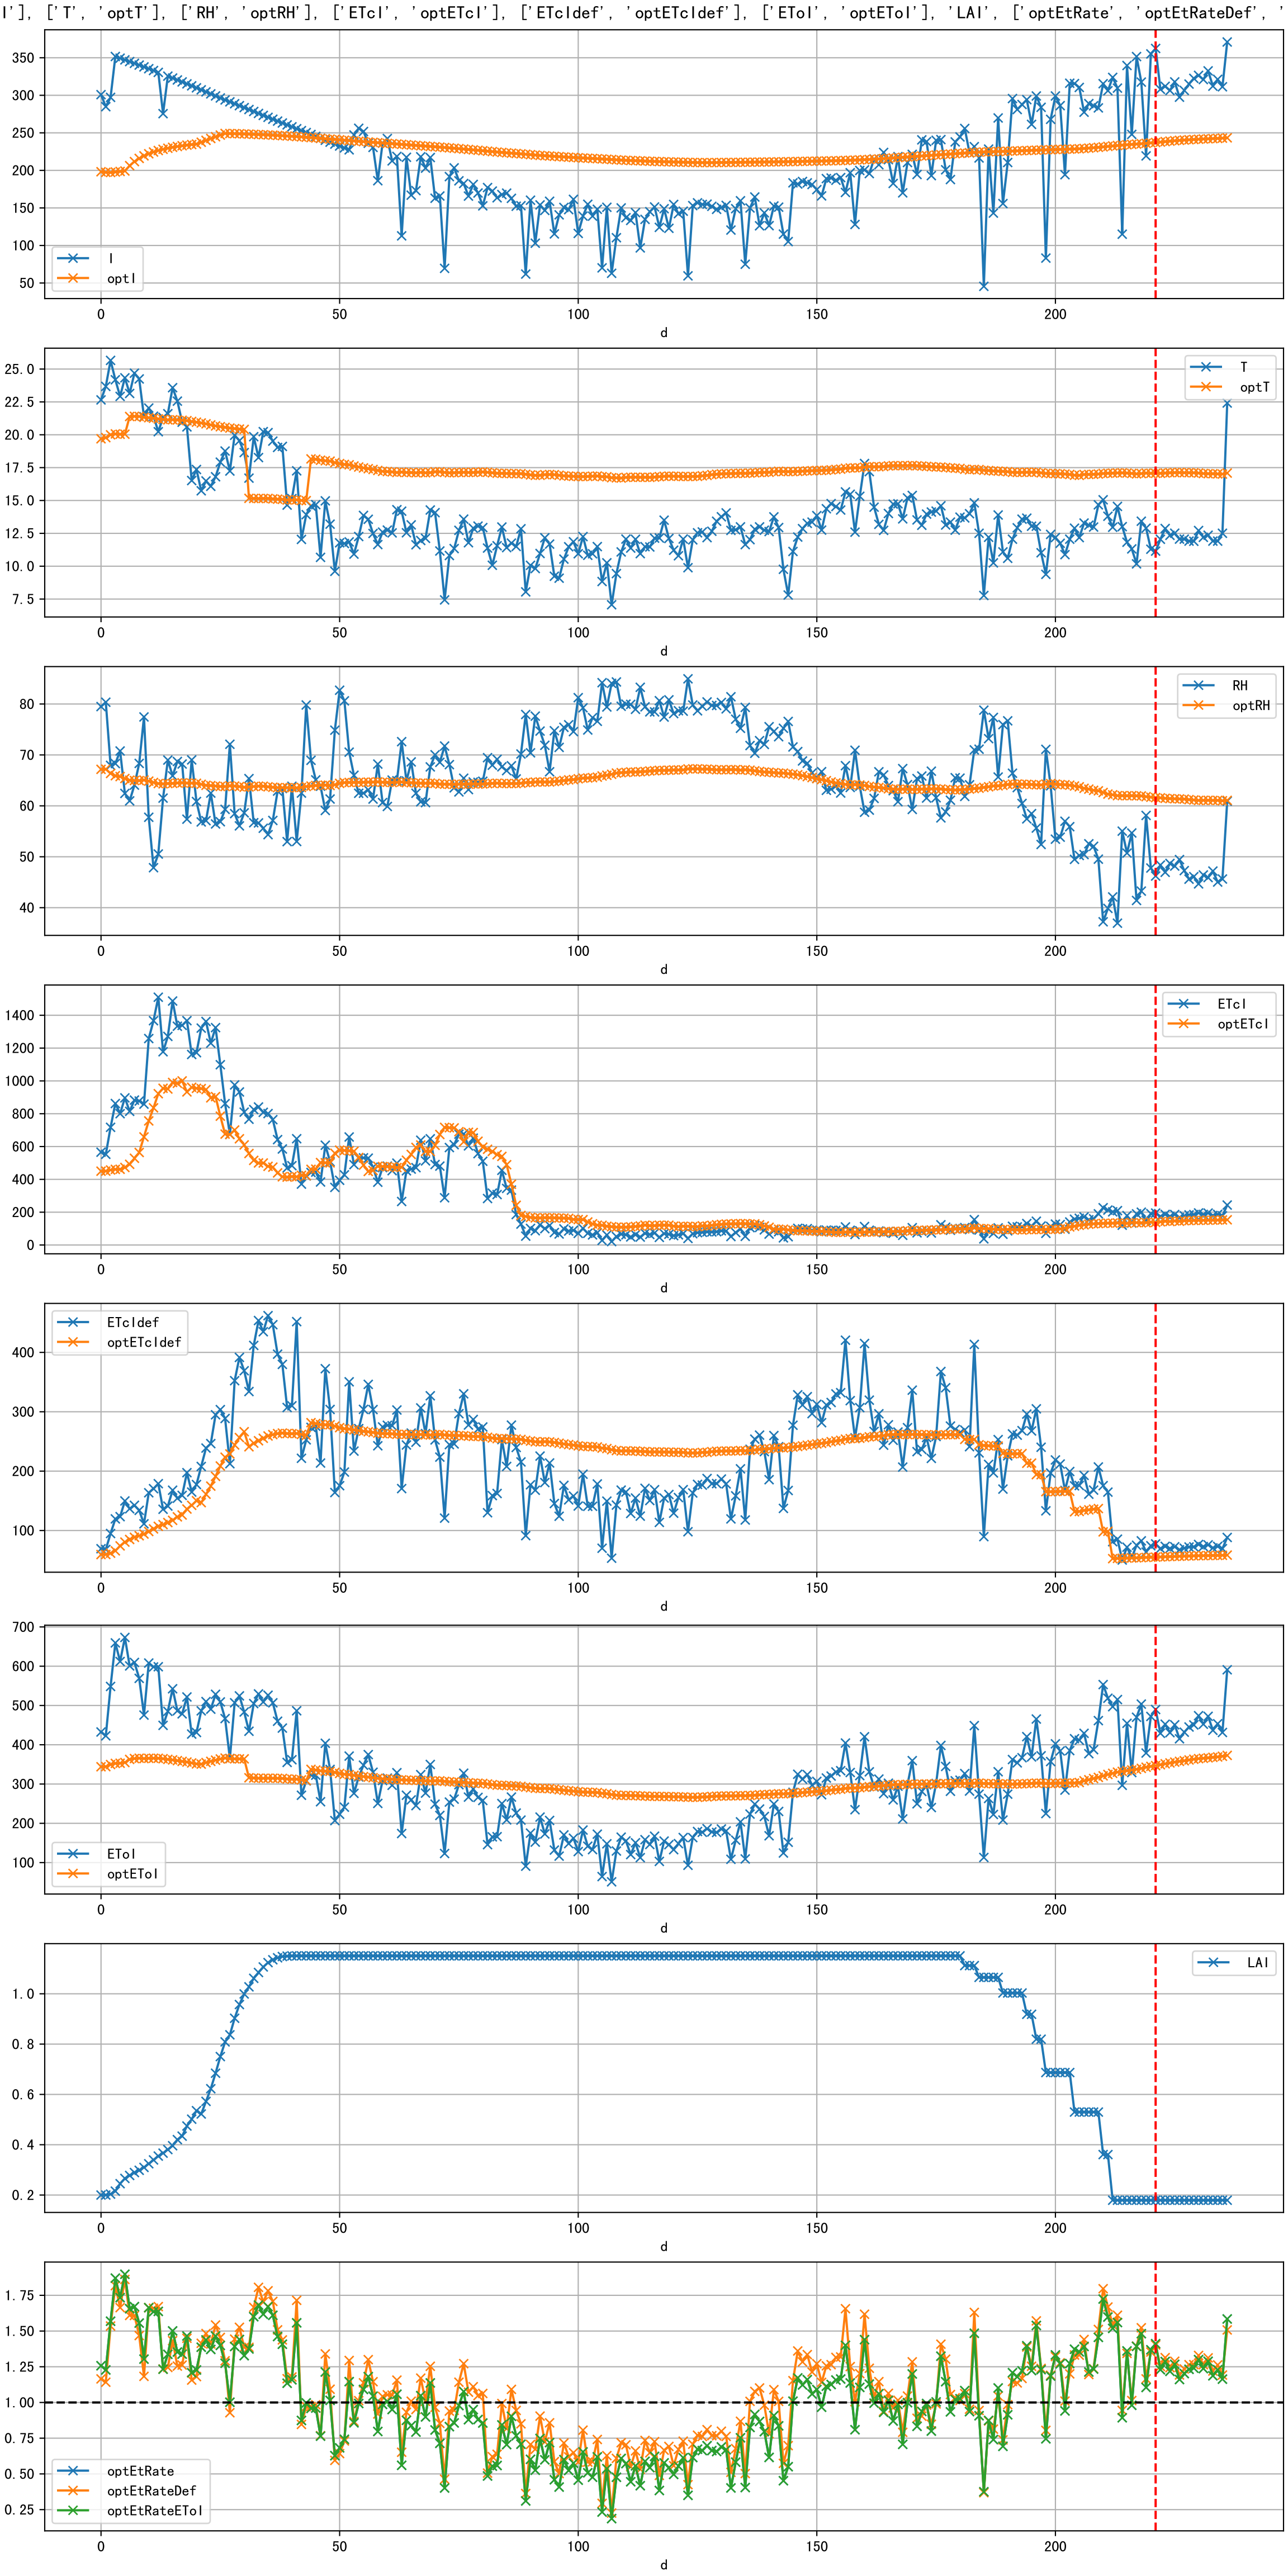 I'], ['T', 'optT'], ['RH', 'optRH'], ['ETcI', 'optETcI'], ['ETcIdef', 'optETcIdef'], ['EToI', 'optEToI'], 'LAI', ['optEtRate', 'optEtRateDef', '
350
300
250
200
150
100
50
I
optI
0 50 100 150 200
d
25.0
22.5
20.0
17.5
15.0
12.5
10.0
7.5
T
optT
0 50 100 150 200
d
80
70
60
50
40
RH
optRH
0 50 100 150 200
d
1400
1200
1000
800
600
400
200
0
ETcI
optETcI
0 50 100 150 200
d
400
300
200
100
ETcIdef
optETcIdef
0 50 100 150 200
d
700
600
500
400
300
200
100
EToI
optEToI
0 50 100 150 200
d
1.0
0.8
0.6
0.4
0.2
LAI
0 50 100 150 200
d
1.75
1.50
1.25
1.00
0.75
0.50
0.25
optEtRate
optEtRateDef
optEtRateEToI
0 50 100 150 200
d